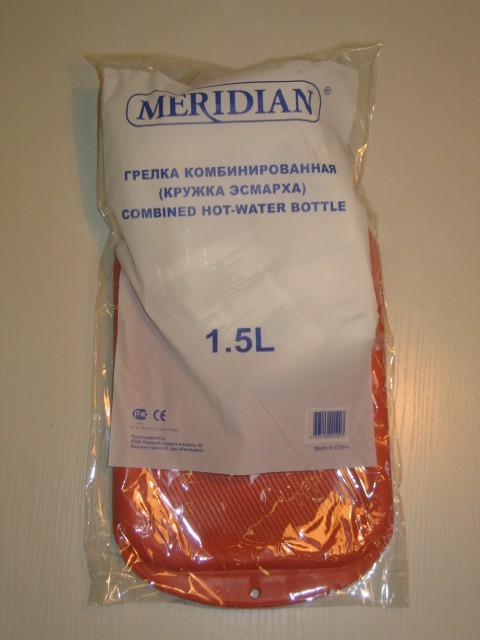 MERIDIAN®
ГРЕЛКА КОМБИНИРОВАННАЯ
(КРУЖКА ЭСМАРХА)
COMBINED HOT-WATER BOTTLE
1.5L
CE
Made in China